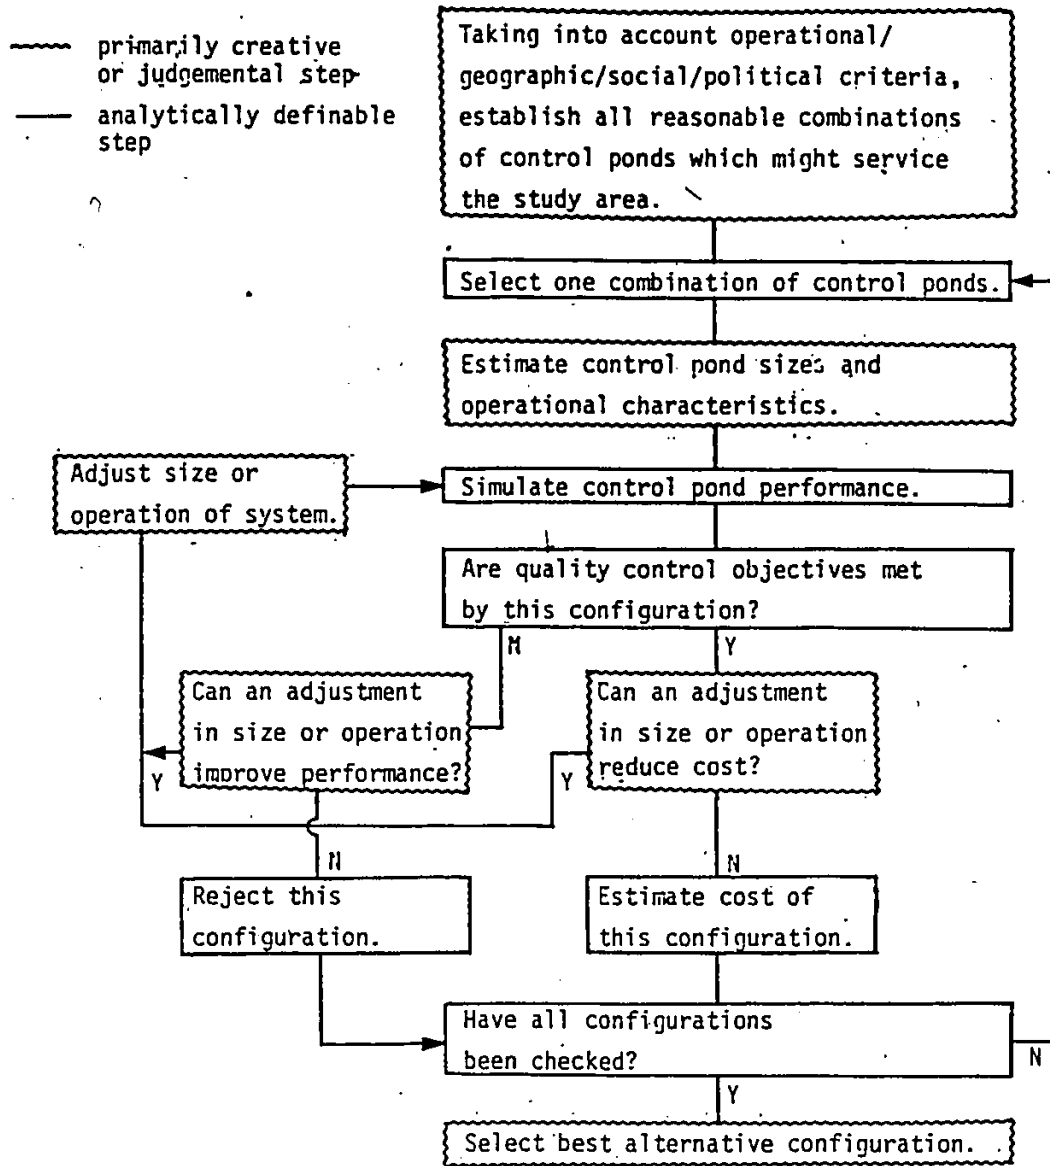 primarily creative
or judgemental step
analytically definable
step
Taking into account operational/
geographic/social/political criteria,
establish all reasonable combinations
of control ponds which might service
the study area.
Select one combination of control ponds.
Estimate control pond sizes and
operational characteristics.
Adjust size or
operation of system.
Simulate control pond performance.
Are quality control objectives met
by this configuration?
N
Y
Can an adjustment
in size or operation
improve performance?
Y
Can an adjustment
in size or operation
reduce cost?
Y
N
N
Reject this
configuration.
Estimate cost of
this configuration.
Have all configurations
been checked?
N
Y
Select best alternative configuration.